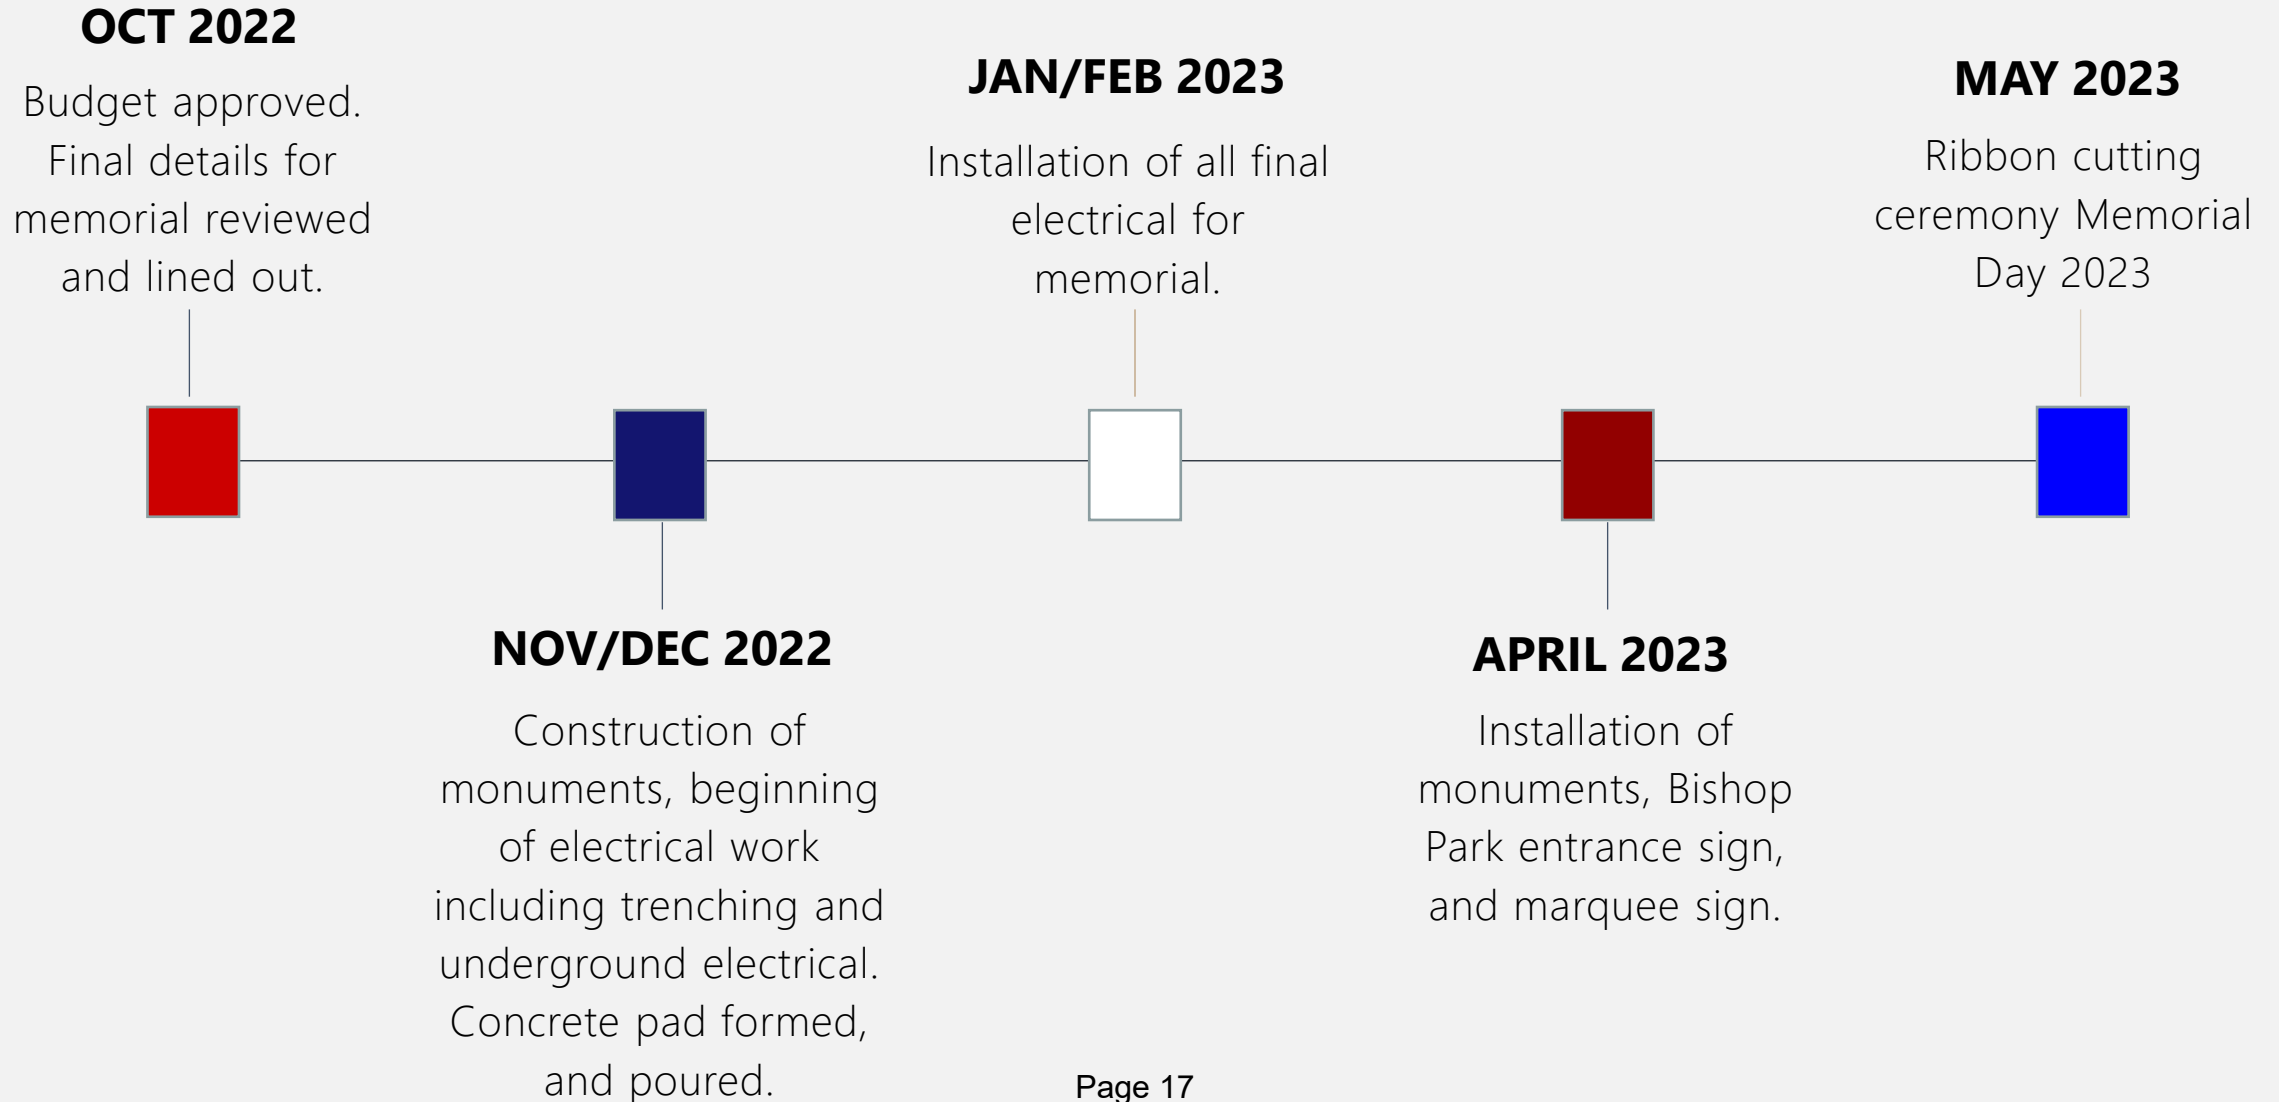 OCT 2022
Budget approved.
Final details for
memorial reviewed
and lined out.
NOV/DEC 2022
Construction of
monuments, beginning
of electrical work
including trenching and
underground electrical.
Concrete pad formed,
and poured.
JAN/FEB 2023
Installation of all final
electrical for
memorial.
APRIL 2023
Installation of
monuments, Bishop
Park entrance sign,
and marquee sign.
MAY 2023
Ribbon cutting
ceremony Memorial
Day 2023
Page 17